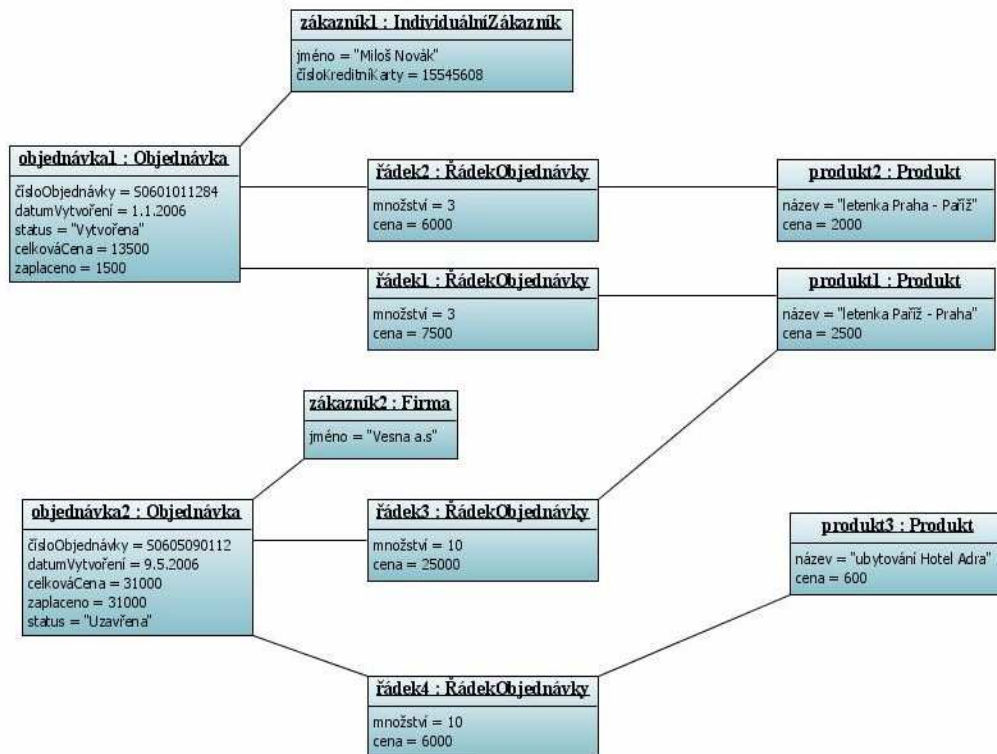 zákazník1 : IndividuálníZákazník
jméno = "Miloš Novák"
čísloKreditníKarty = 15545608
objednávka1 : Objednávka
čísloObjednávky = S0601011284
datumVytvoření = 1.1.2006
status = "Vytvořena"
celkováCena = 13500
zaplaceno = 1500
řádek2 : ŘádekObjednávky
množství = 3
cena = 6000
produkt2 : Produkt
název = "letenka Praha - Paříž"
cena = 2000
řádek1 : ŘádekObjednávky
množství = 3
cena = 7500
produkt1 : Produkt
název = "letenka Paříž - Praha"
cena = 2500
zákazník2 : Firma
jméno = "Vesna a.s"
objednávka2 : Objednávka
čísloObjednávky = S0605090112
datumVytvoření = 9.5.2006
celkováCena = 31000
zaplaceno = 31000
status = "Uzavřena"
řádek3 : ŘádekObjednávky
množství = 10
cena = 25000
produkt3 : Produkt
název = "ubytování Hotel Adra"
cena = 600
řádek4 : ŘádekObjednávky
množství = 10
cena = 6000